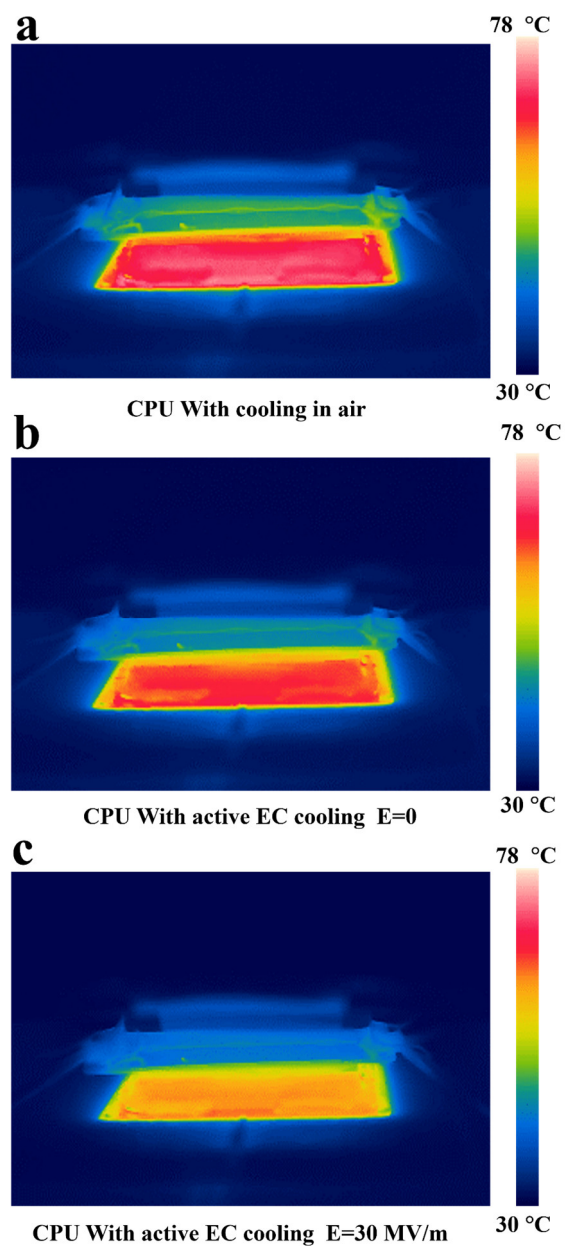 a
78 °C
30 °C
CPU With cooling in air
b
78 °C
30 °C
CPU With active EC cooling E=0
c
78 °C
30 °C
CPU With active EC cooling E=30 MV/m